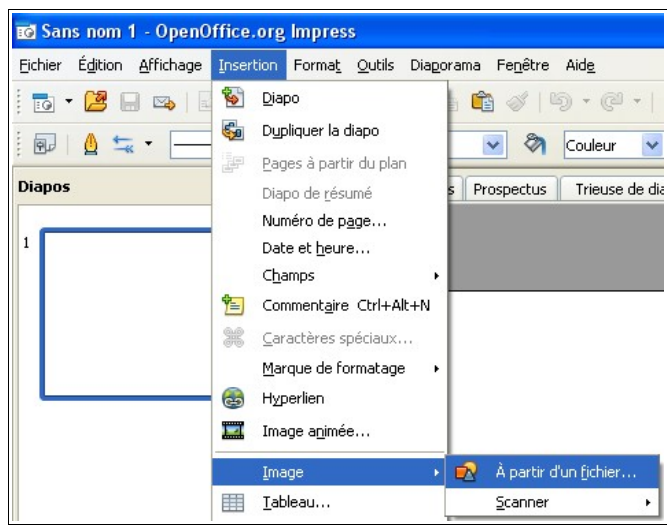 Sans nom 1 - OpenOffice.org Impress
Fichier Édition Affichage Insertion Format Outils Diaporama Fenêtre Aide
Couleur
Diapos
Prospectus Trieuse de dia
1
Diapo
Dupliquer la diapo
Pages à partir du plan
Diapo de résumé
Numéro de page...
Date et heure...
Champs
Commentaire Ctrl+Alt+N
Caractères spéciaux...
Marque de formatage
Hyperlien
Image animée...
Image
Tableau...
À partir d'un fichier...
Scanner